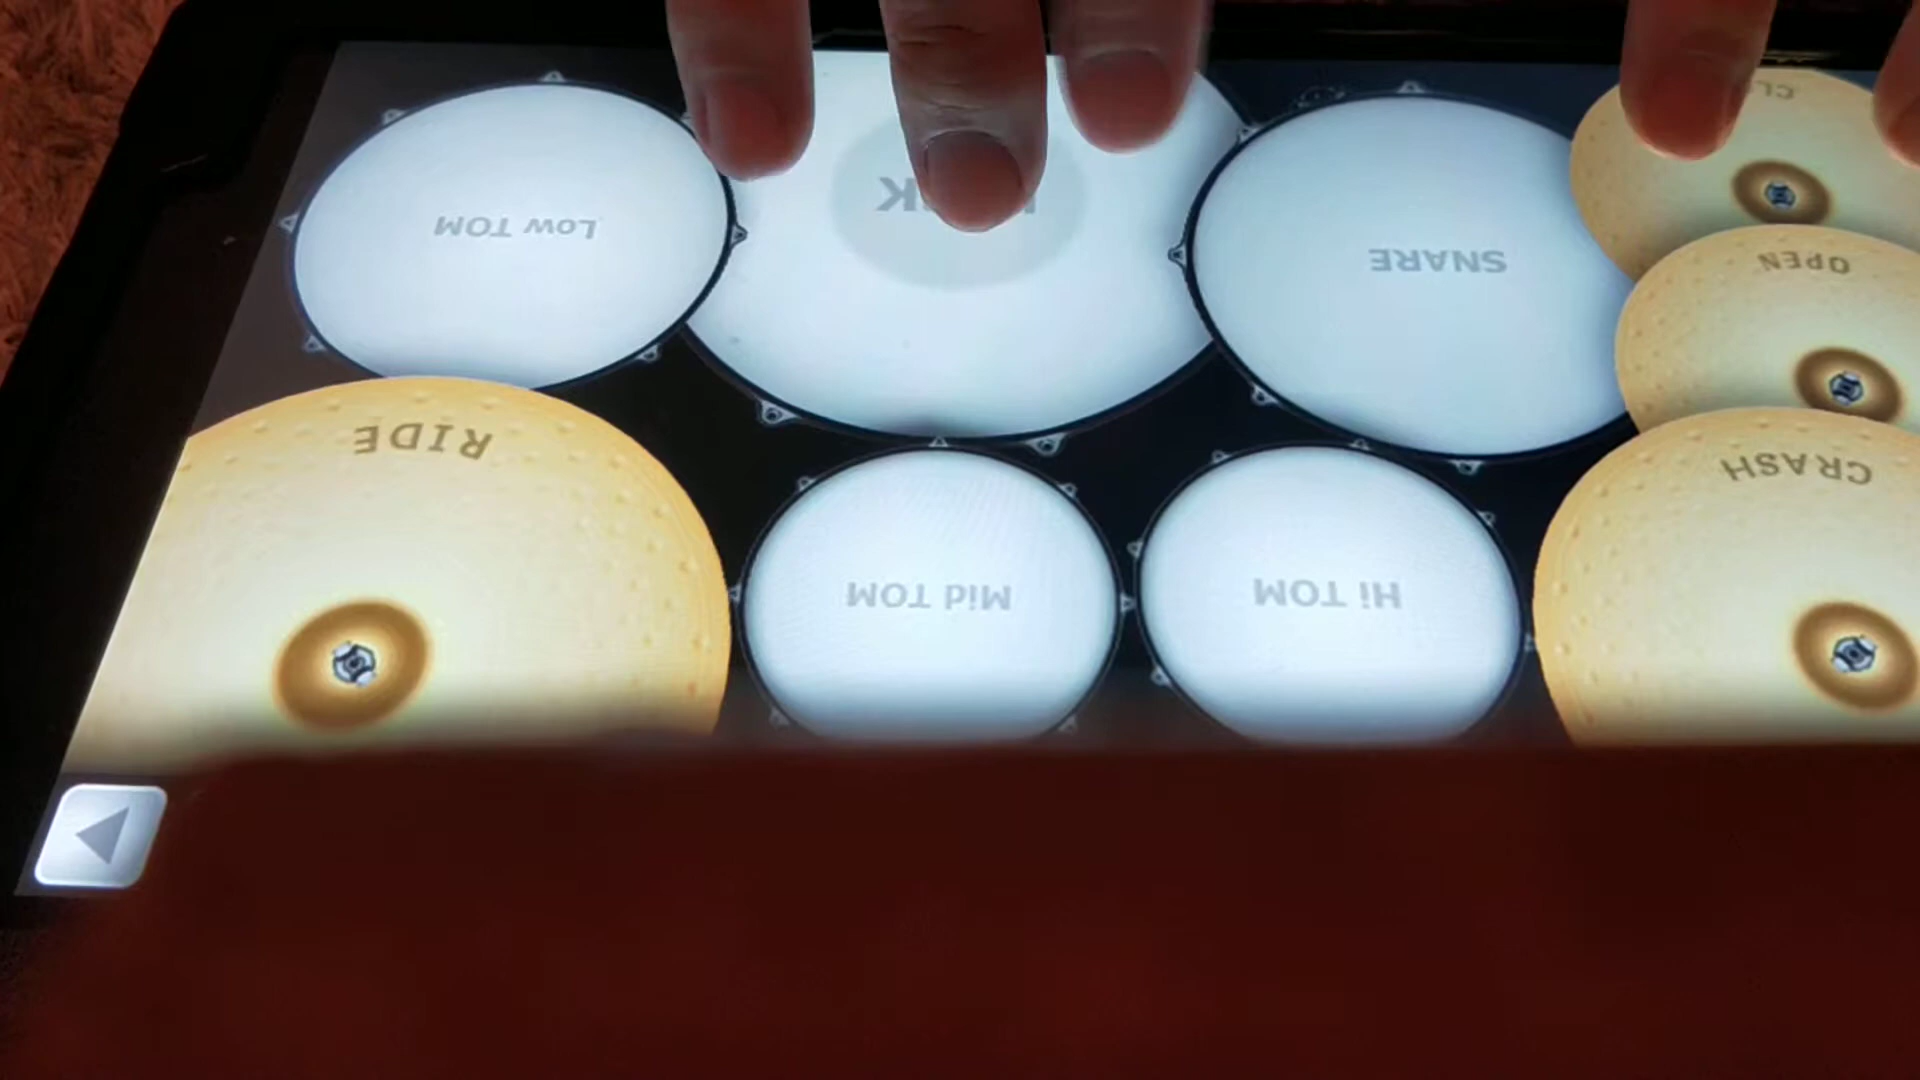 CRASH
Hi TOM
Mid TOM
RIDE
OPEN
SNARE
Low TOM